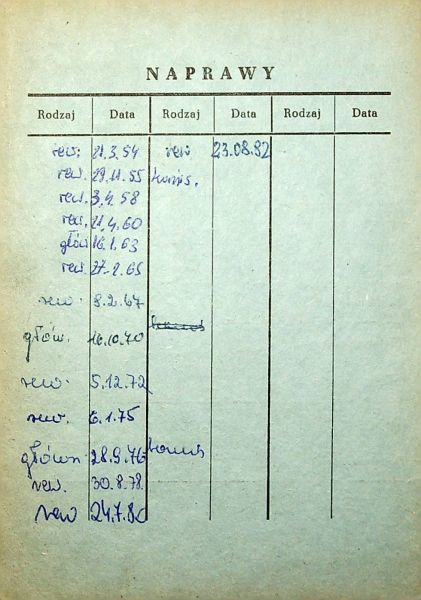 NAPRAWY
Rodzaj Data Rodzaj Data Rodzaj Data
rew: 21.3.54 rew 23.08.82
rew. 29.11.55
rew. 3.4.58
rew. 21.4.60
głów 16.1.63
rew. 27.2.65
rew. 8.2.67
głów. 16.10.70
rew. 5.12.72
rew. 6.1.75
główn. 28.9.76
rew. 30.8.78.
rew 24.7.80